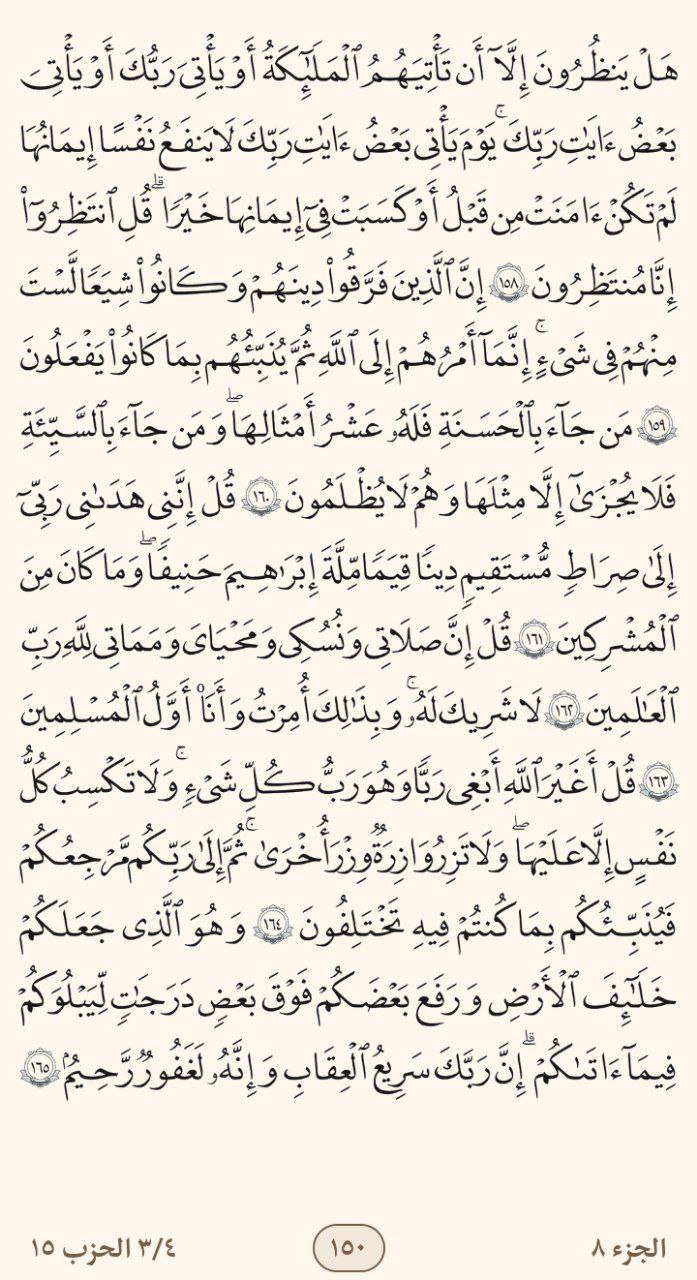 هَلۡ يَنظُرُونَ إِلَّآ أَن تَأۡتِيَهُمُ ٱلۡمَلَـٰٓئِكَةُ أَوۡ يَأۡتِيَ رَبُّكَ أَوۡ يَأۡتِيَ
بَعۡضُ ءَايَـٰتِ رَبِّكَۗ يَوۡمَ يَأۡتِي بَعۡضُ ءَايَـٰتِ رَبِّكَ لَا يَنفَعُ نَفۡسًا إِيمَـٰنُهَا
لَمۡ تَكُنۡ ءَامَنَتۡ مِن قَبۡلُ أَوۡ كَسَبَتۡ فِيٓ إِيمَـٰنِهَا خَيۡرٗاۗ قُلِ ٱنتَظِرُوٓاْ
إِنَّا مُنتَظِرُونَ ١٥٨ إِنَّ ٱلَّذِينَ فَرَّقُواْ دِينَهُمۡ وَكَانُواْ شِيَعٗا لَّسۡتَ
مِنۡهُمۡ فِي شَيۡءٍۚ إِنَّمَآ أَمۡرُهُمۡ إِلَى ٱللَّهِ ثُمَّ يُنَبِّئُهُم بِمَا كَانُواْ يَفۡعَلُونَ
١٥٩ مَن جَآءَ بِٱلۡحَسَنَةِ فَلَهُۥ عَشۡرُ أَمۡثَالِهَاۖ وَمَن جَآءَ بِٱلسَّيِّئَةِ
فَلَا يُجۡزَىٰٓ إِلَّا مِثۡلَهَا وَهُمۡ لَا يُظۡلَمُونَ ١٦٠ قُلۡ إِنَّنِي هَدَىٰنِي رَبِّيٓ
إِلَىٰ صِرَٰطٖ مُّسۡتَقِيمٖ دِينٗا قِيَمٗا مِّلَّةَ إِبۡرَٰهِيمَ حَنِيفٗاۖ وَمَا كَانَ مِنَ
ٱلۡمُشۡرِكِينَ ١٦١ قُلۡ إِنَّ صَلَاتِي وَنُسُكِي وَمَحۡيَايَ وَمَمَاتِي لِلَّهِ رَبِّ
ٱلۡعَـٰلَمِينَ ١٦٢ لَا شَرِيكَ لَهُۥۚ وَبِذَٰلِكَ أُمِرۡتُ وَأَنَا۠ أَوَّلُ ٱلۡمُسۡلِمِينَ
١٦٣ قُلۡ أَغَيۡرَ ٱللَّهِ أَبۡغِي رَبّٗا وَهُوَ رَبُّ كُلِّ شَيۡءٖۚ وَلَا تَكۡسِبُ كُلُّ
نَفۡسٍ إِلَّا عَلَيۡهَاۖ وَلَا تَزِرُ وَازِرَةٞ وِزۡرَ أُخۡرَىٰۚ ثُمَّ إِلَىٰ رَبِّكُم مَّرۡجِعُكُمۡ
فَيُنَبِّئُكُم بِمَا كُنتُمۡ فِيهِ تَخۡتَلِفُونَ ١٦٤ وَهُوَ ٱلَّذِي جَعَلَكُمۡ
خَلَـٰٓئِفَ ٱلۡأَرۡضِ وَرَفَعَ بَعۡضَكُمۡ فَوۡقَ بَعۡضٖ دَرَجَـٰتٖ لِّيَبۡلُوَكُمۡ
فِيمَآ ءَاتَىٰكُمۡۗ إِنَّ رَبَّكَ سَرِيعُ ٱلۡعِقَابِ وَإِنَّهُۥ لَغَفُورٞ رَّحِيمُۢ ١٦٥
الجزء ٨ ١٥٠ ٣/٤ الحزب ١٥